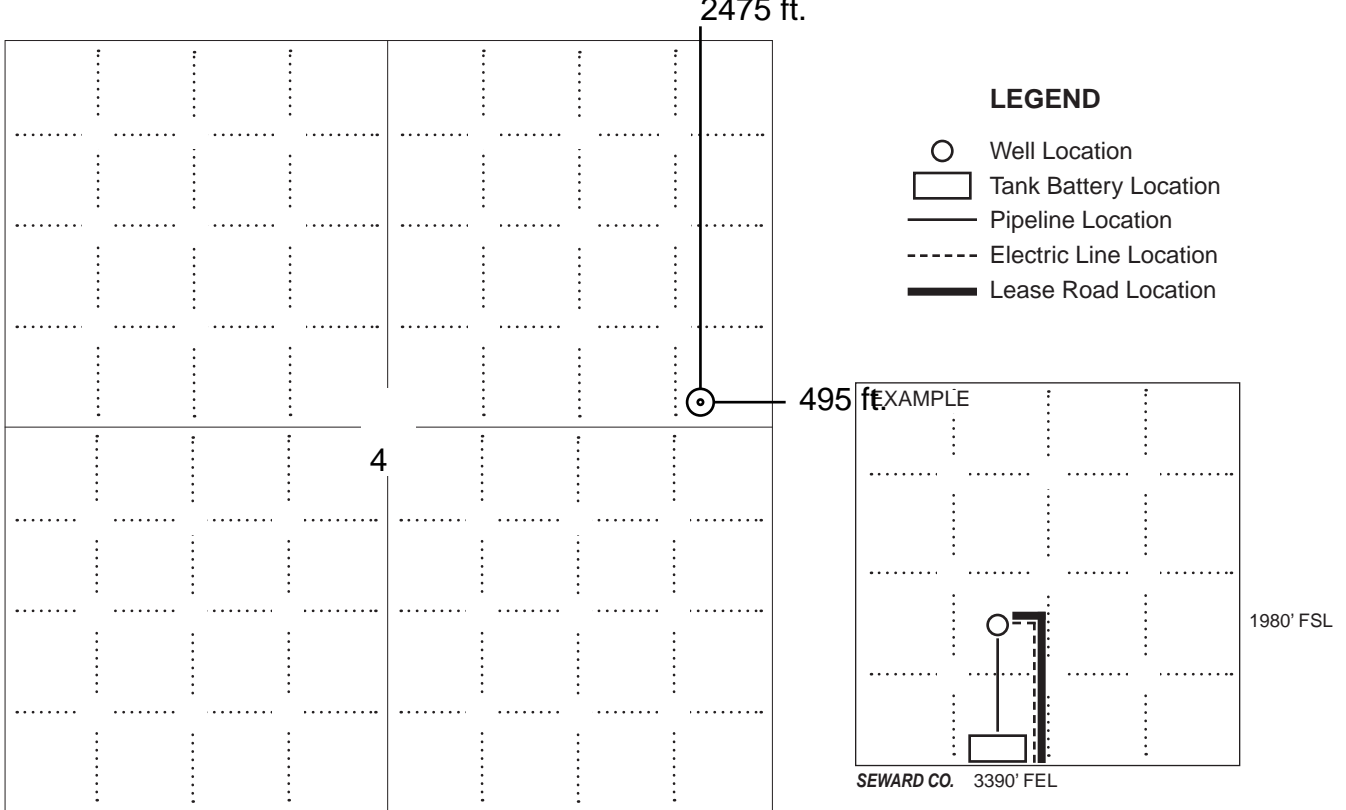 2475 ft.
LEGEND
Well Location
Tank Battery Location
Pipeline Location
Electric Line Location
Lease Road Location
495 ft.
EXAMPLE
4
1980' FSL
SEWARD CO. 3390' FEL